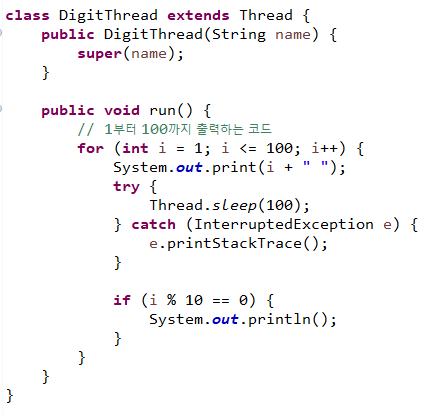 class DigitThread extends Thread {
    public DigitThread(String name) {
        super(name);
    }

    public void run() {
        // 1부터 100까지 출력하는 코드
        for (int i = 1; i <= 100; i++) {
            System.out.print(i + " ");
            try {
                Thread.sleep(100);
            } catch (InterruptedException e) {
                e.printStackTrace();
            }

            if (i % 10 == 0) {
                System.out.println();
            }
        }
    }
}